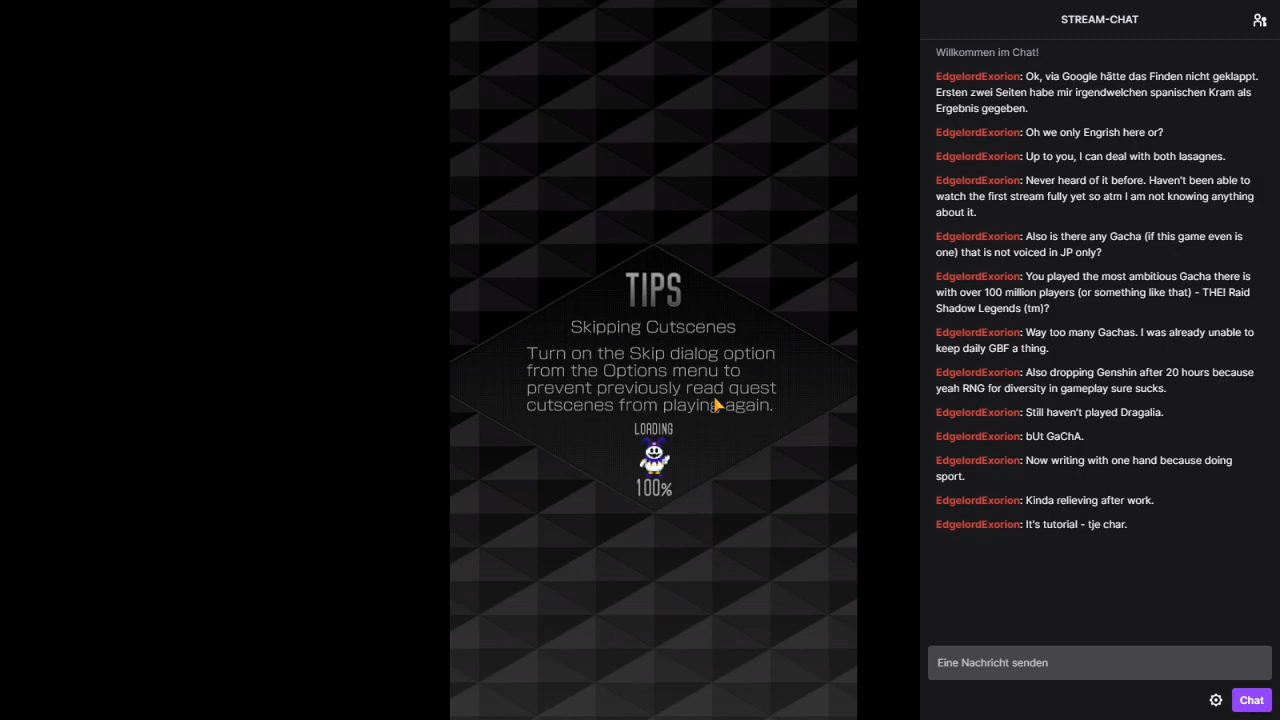 TIPS
Skipping Cutscenes
Turn on the Skip dialog option
from the Options menu to
prevent previously read quest
cutscenes from playing again.
LOADING
100%
STREAM-CHAT
Willkommen im Chat!
EdgelordExorion: Ok, via Google hätte das Finden nicht geklappt.
Ersten zwei Seiten habe mir irgendwelchen spanischen Kram als
Ergebnis gegeben.
EdgelordExorion: Oh we only Engrish here or?
EdgelordExorion: Up to you, I can deal with both lasagnes.
EdgelordExorion: Never heard of it before. Haven't been able to
watch the first stream fully yet so atm I am not knowing anything
about it.
EdgelordExorion: Also is there any Gacha (if this game even is
one) that is not voiced in JP only?
EdgelordExorion: You played the most ambitious Gacha there is
with over 100 million players (or something like that) - THE! Raid
Shadow Legends (tm)?
EdgelordExorion: Way too many Gachas. I was already unable to
keep daily GBF a thing.
EdgelordExorion: Also dropping Genshin after 20 hours because
yeah RNG for diversity in gameplay sure sucks.
EdgelordExorion: Still haven't played Dragalia.
EdgelordExorion: bUt GaChA.
EdgelordExorion: Now writing with one hand because doing
sport.
EdgelordExorion: Kinda relieving after work.
EdgelordExorion: It's tutorial - tje char.
Eine Nachricht senden
Chat